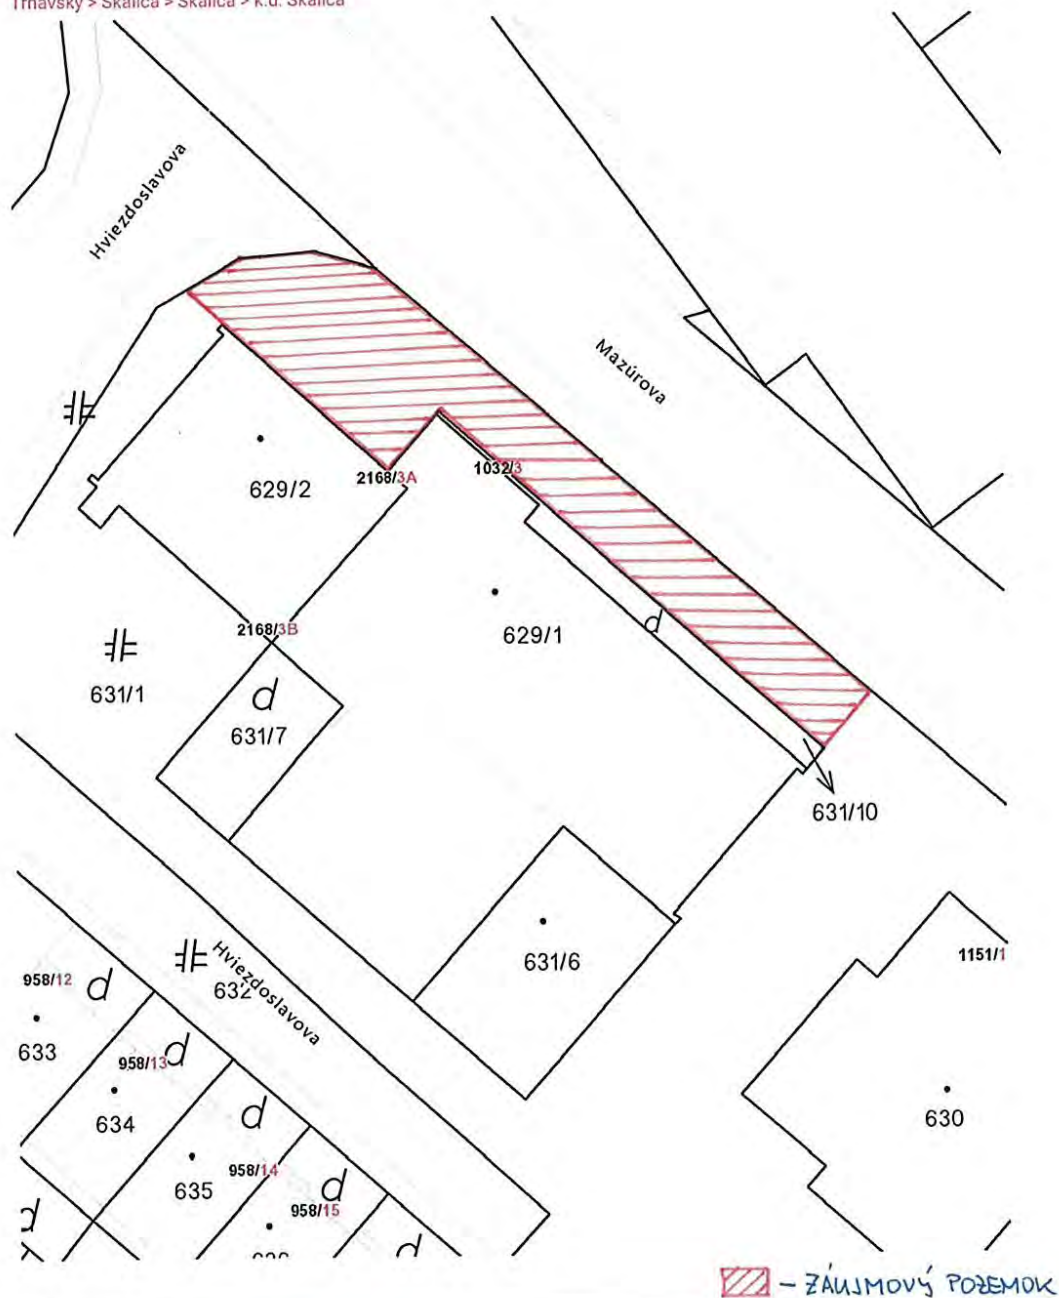 Trnavský > Skalica > Skalica > k.ú. Skalica
Hviezdoslavova
Mazúrova
2168/3A
1032/3
629/2
629/1
d
2168/3B
631/1
d
631/7
631/10
631/6
1151/1
630
Hviezdoslavova
632
958/12
d
633
958/13
d
634
d
635
958/14
d
958/15
636
d
d
– ZÁUJMOVÝ POZEMOK